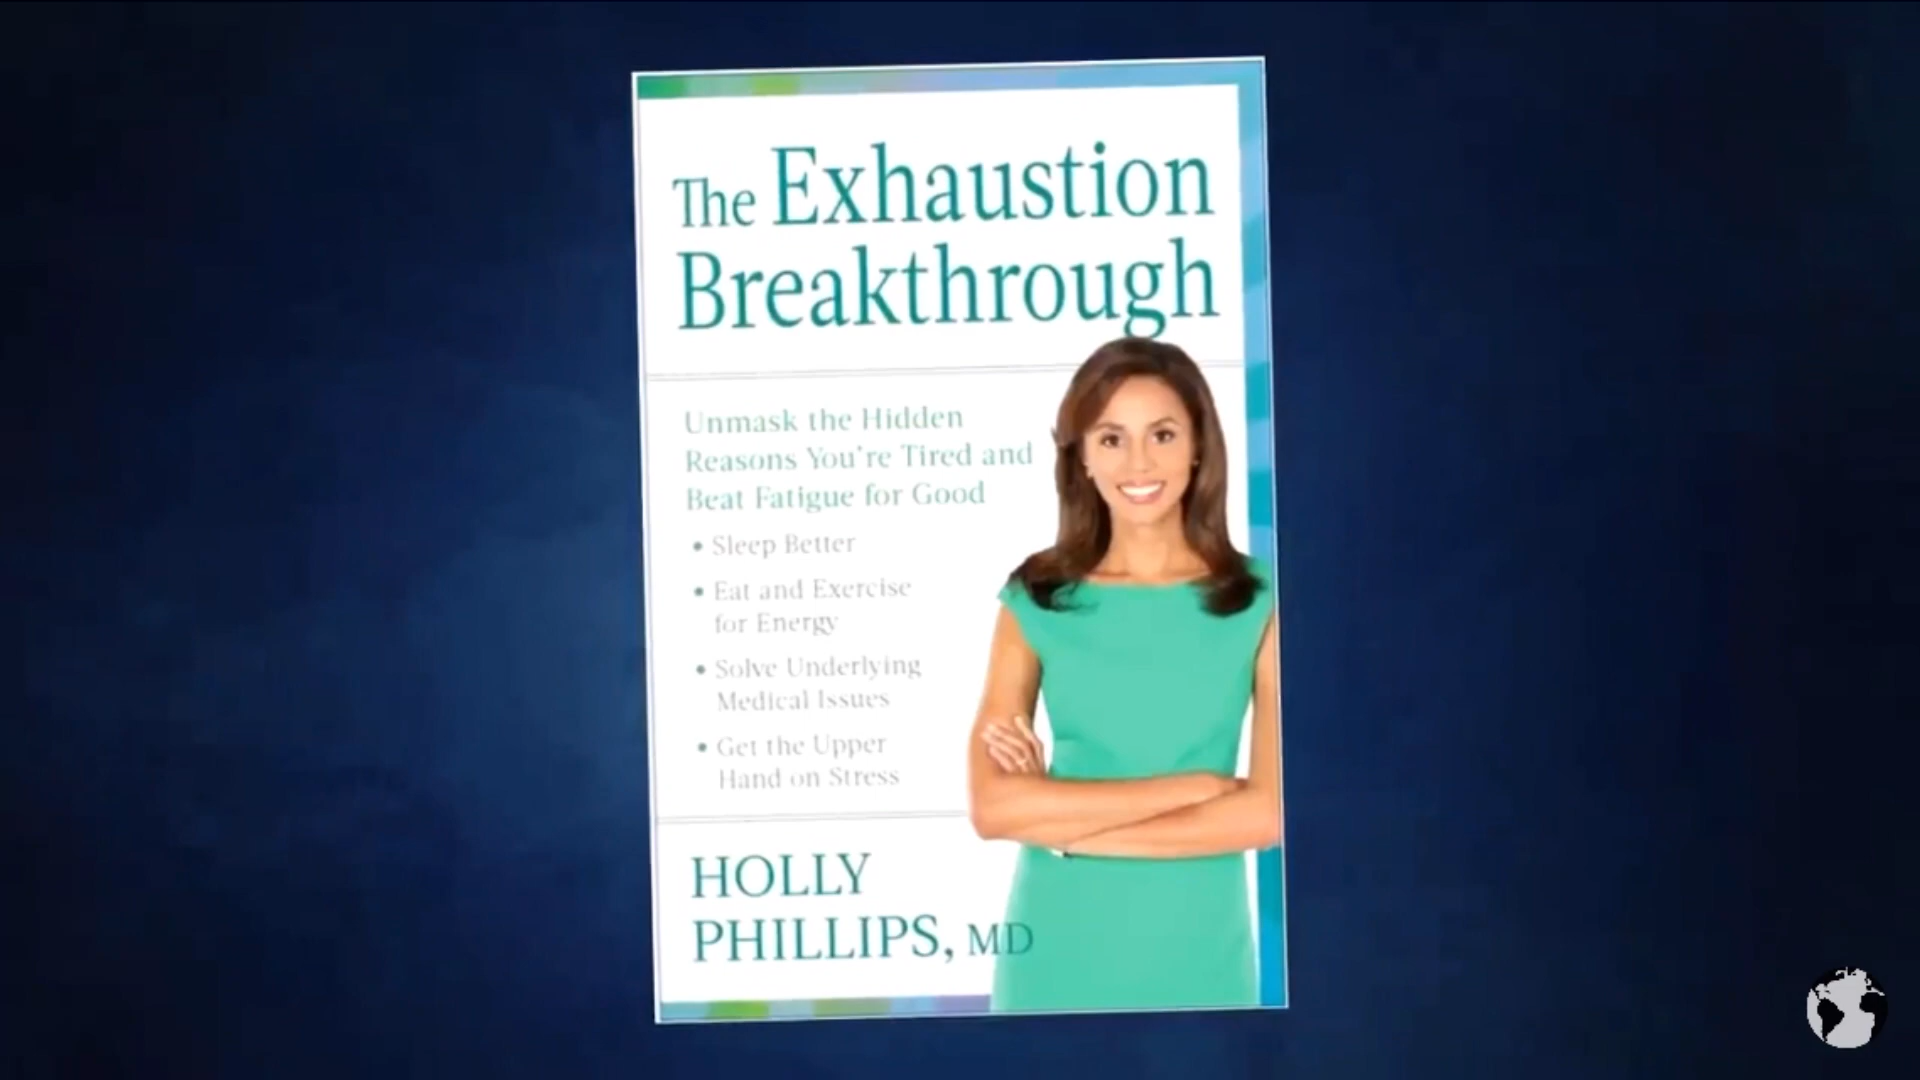 The Exhaustion
Breakthrough
Unmask the Hidden
Reasons You're Tired and
Beat Fatigue for Good
• Sleep Better
• Eat and Exercise
for Energy
• Solve Underlying
Medical Issues
• Get the Upper
Hand on Stress
HOLLY
PHILLIPS, MD